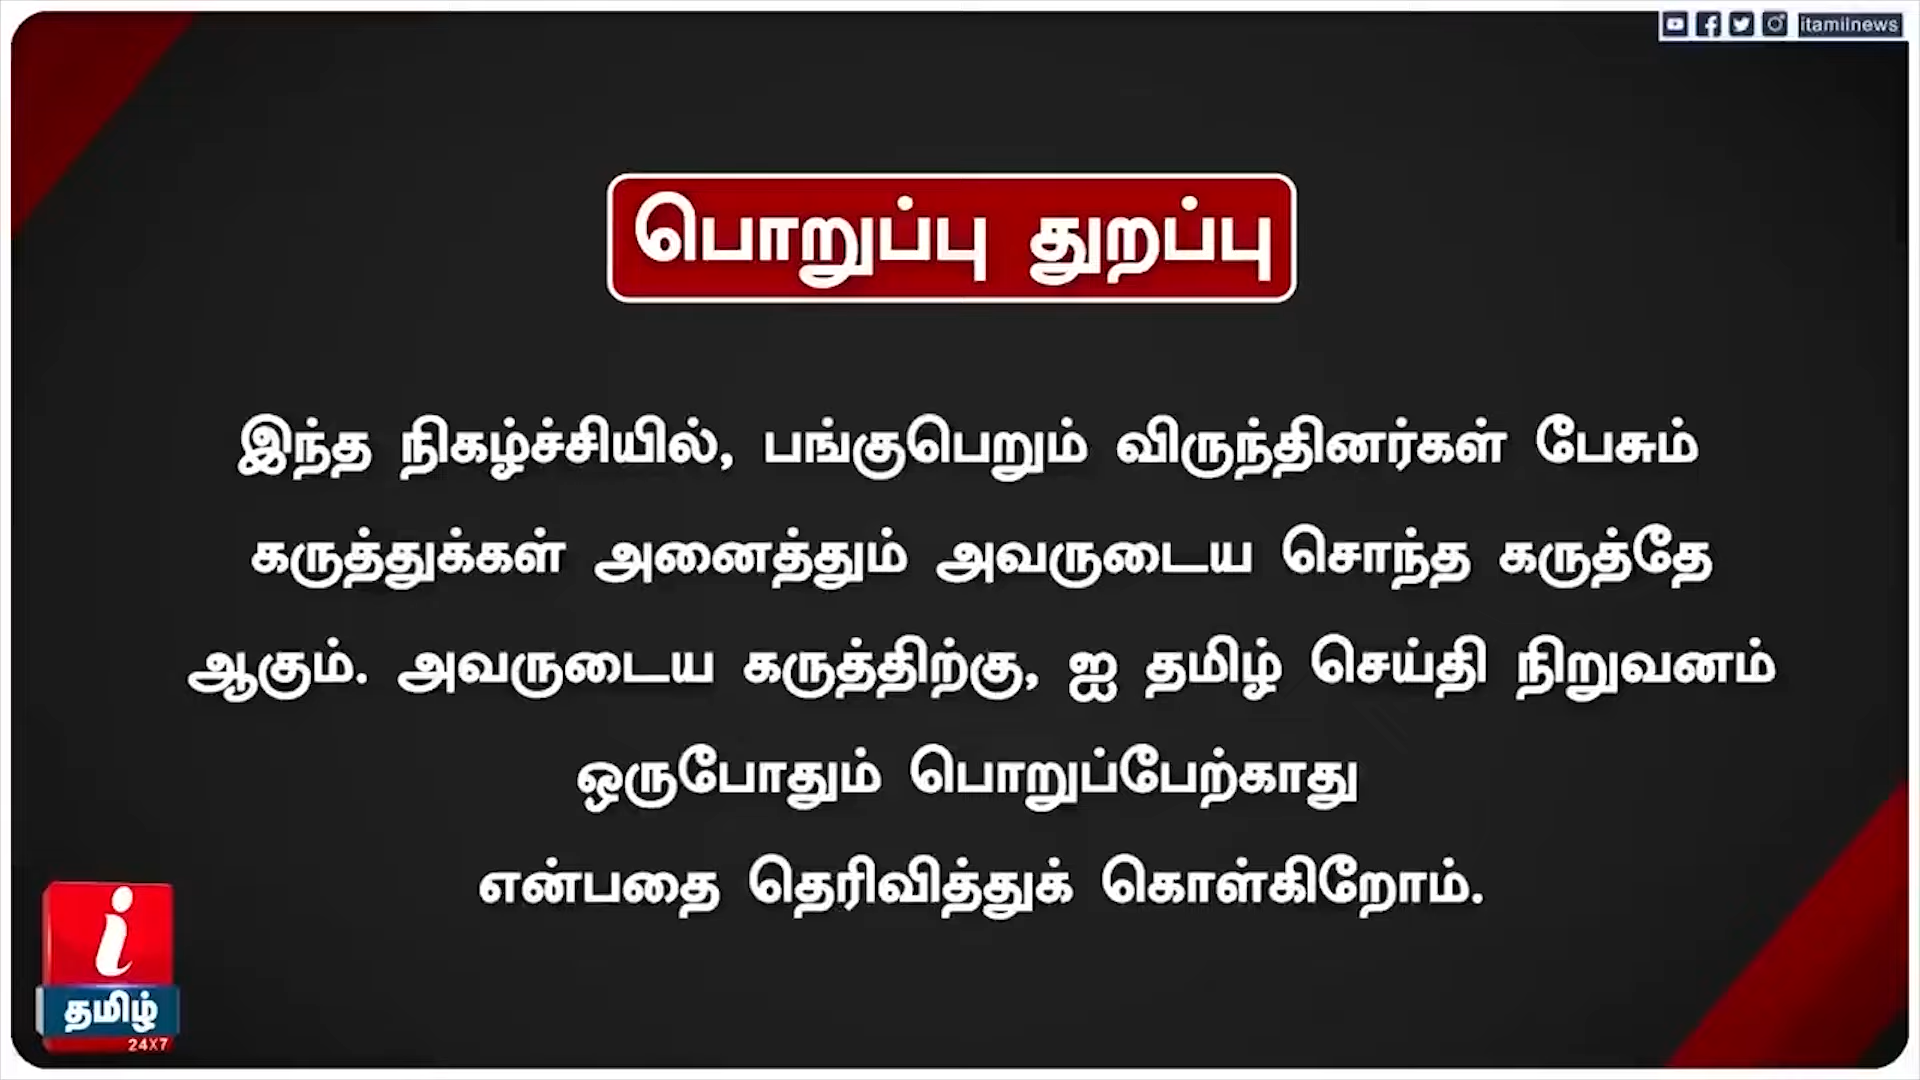 itamilnews
பொறுப்பு துறப்பு
இந்த நிகழ்ச்சியில், பங்குபெறும் விருந்தினர்கள் பேசும்
கருத்துக்கள் அனைத்தும் அவருடைய சொந்த கருத்தே
ஆகும். அவருடைய கருத்திற்கு, ஐ தமிழ் செய்தி நிறுவனம்
ஒருபோதும் பொறுப்பேற்காது
என்பதை தெரிவித்துக் கொள்கிறோம்.
i
தமிழ்
24X7